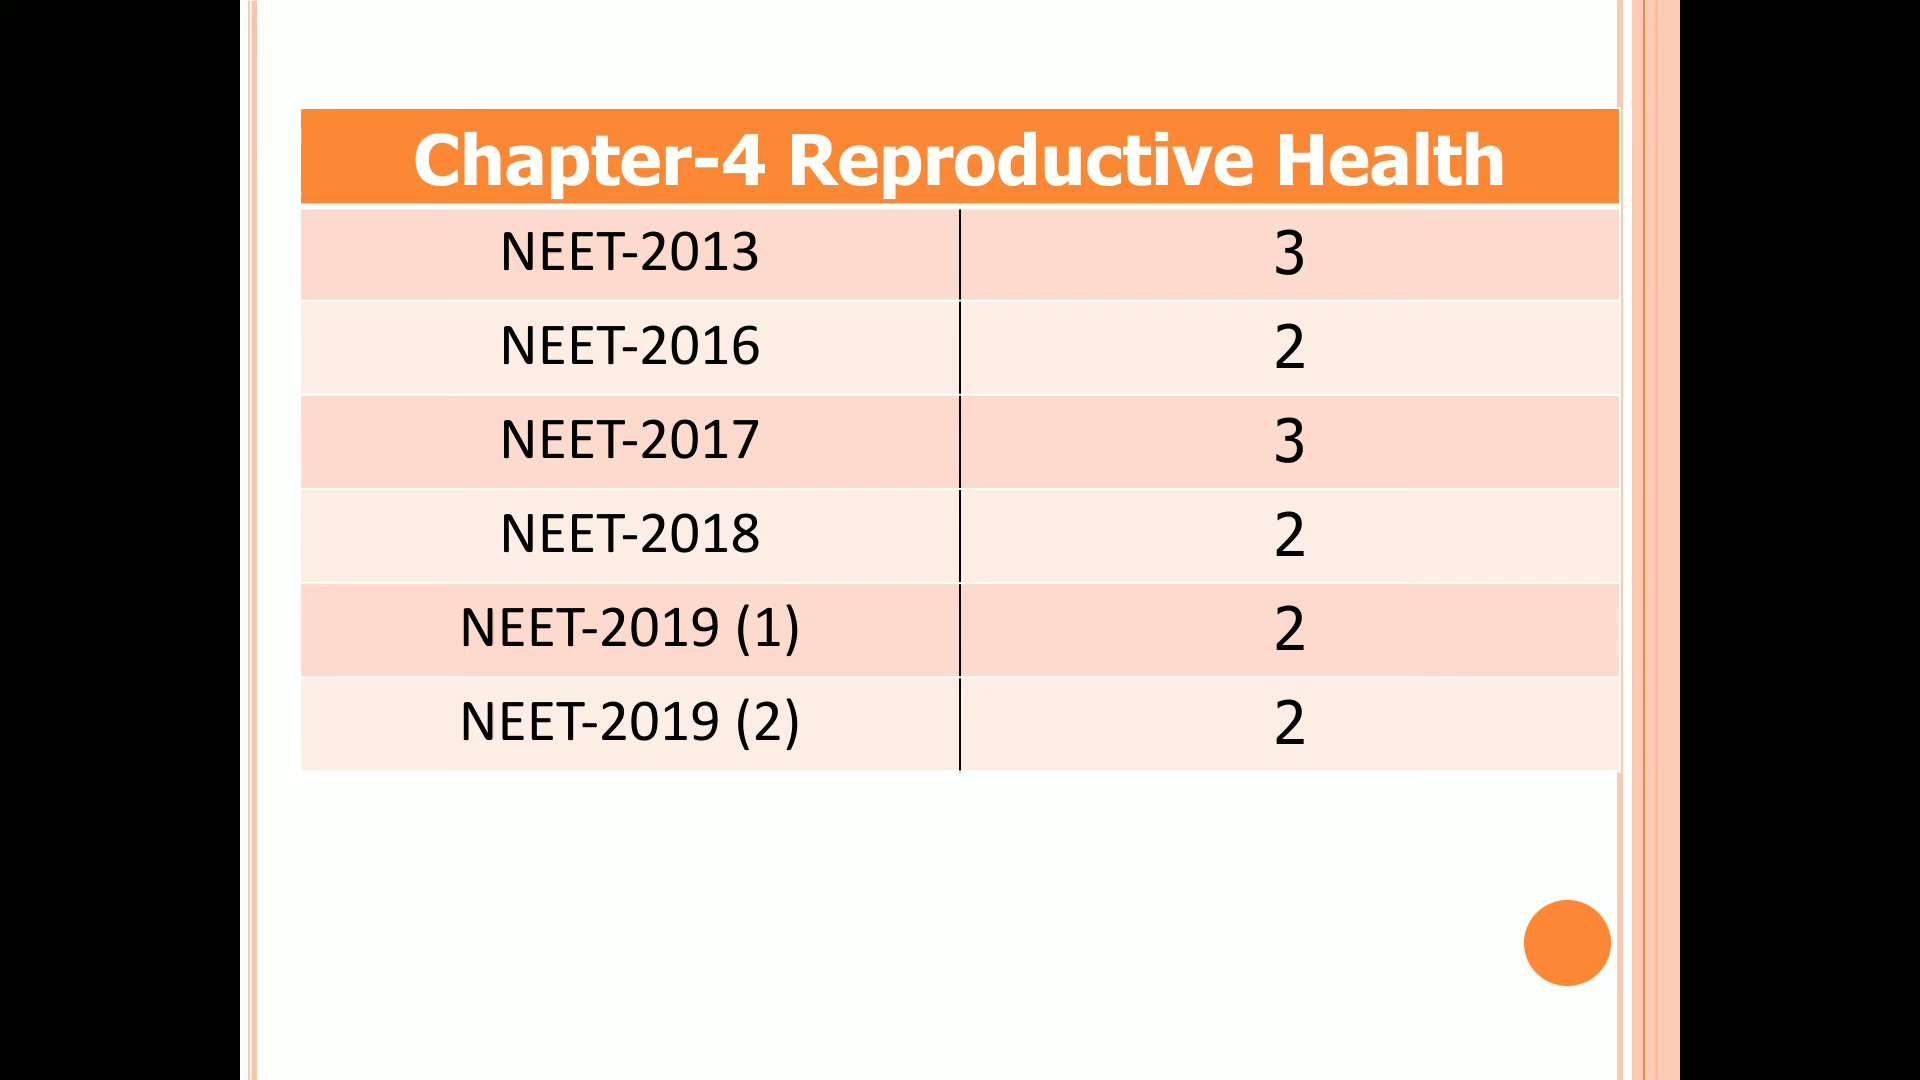 Chapter-4 Reproductive Health
NEET-2013 3
NEET-2016 2
NEET-2017 3
NEET-2018 2
NEET-2019 (1) 2
NEET-2019 (2) 2